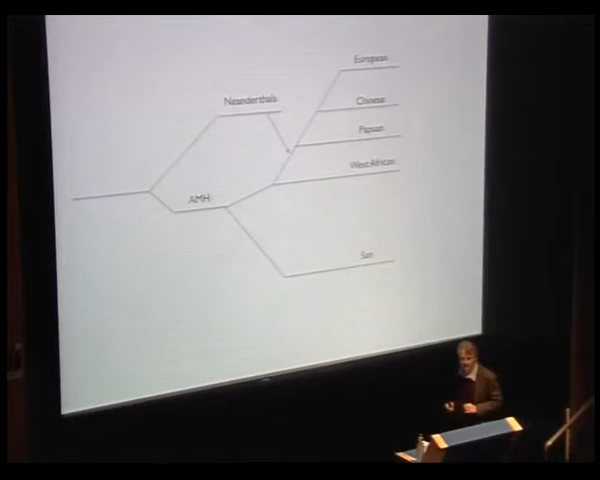 European
Neanderthals
Chinese
Papuan
West African
AMH
San